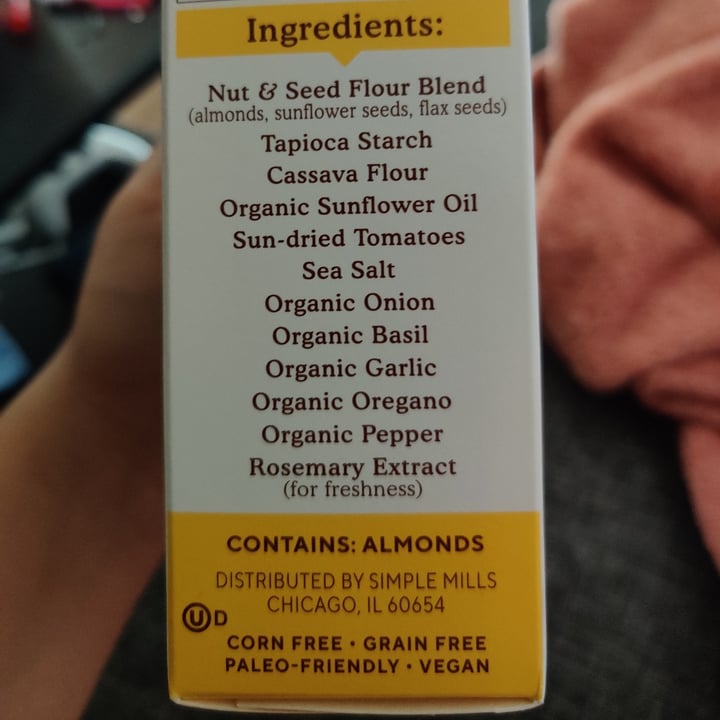 Ingredients:
Nut & Seed Flour Blend
(almonds, sunflower seeds, flax seeds)
Tapioca Starch
Cassava Flour
Organic Sunflower Oil
Sun-dried Tomatoes
Sea Salt
Organic Onion
Organic Basil
Organic Garlic
Organic Oregano
Organic Pepper
Rosemary Extract
(for freshness)
CONTAINS: ALMONDS
DISTRIBUTED BY SIMPLE MILLS
CHICAGO, IL 60654
U D
CORN FREE • GRAIN FREE
PALEO-FRIENDLY • VEGAN